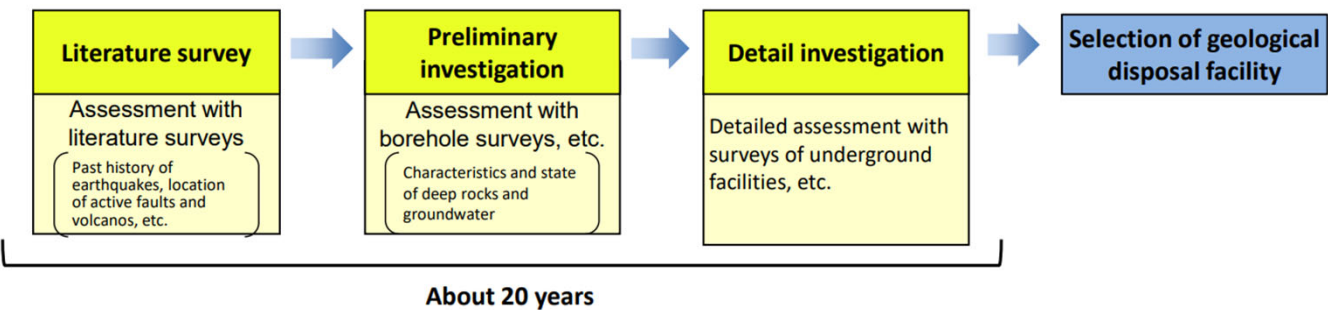 Literature survey
Assessment with
literature surveys
Past history of
earthquakes, location
of active faults and
volcanos, etc.
Preliminary
investigation
Assessment with
borehole surveys, etc.
Characteristics and state
of deep rocks and
groundwater
Detail investigation
Detailed assessment with
surveys of underground
facilities, etc.
Selection of geological
disposal facility
About 20 years